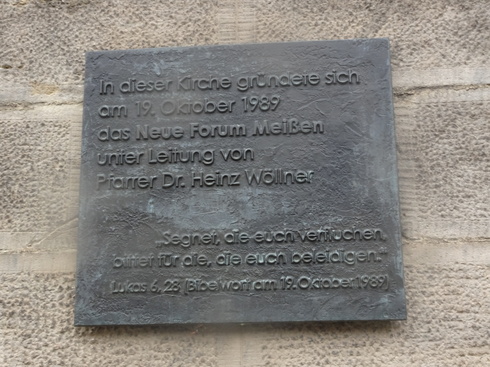 In dieser Kirche gründete sich
am 19. Oktober 1989
das Neue Forum Meißen
unter Leitung von
Pfarrer Dr. Heinz Wöllner
„Segnet, die euch verfluchen,
bittet für die, die euch beleidigen.“
Lukas 6, 28 (Bibelwort am 19. Oktober 1989)